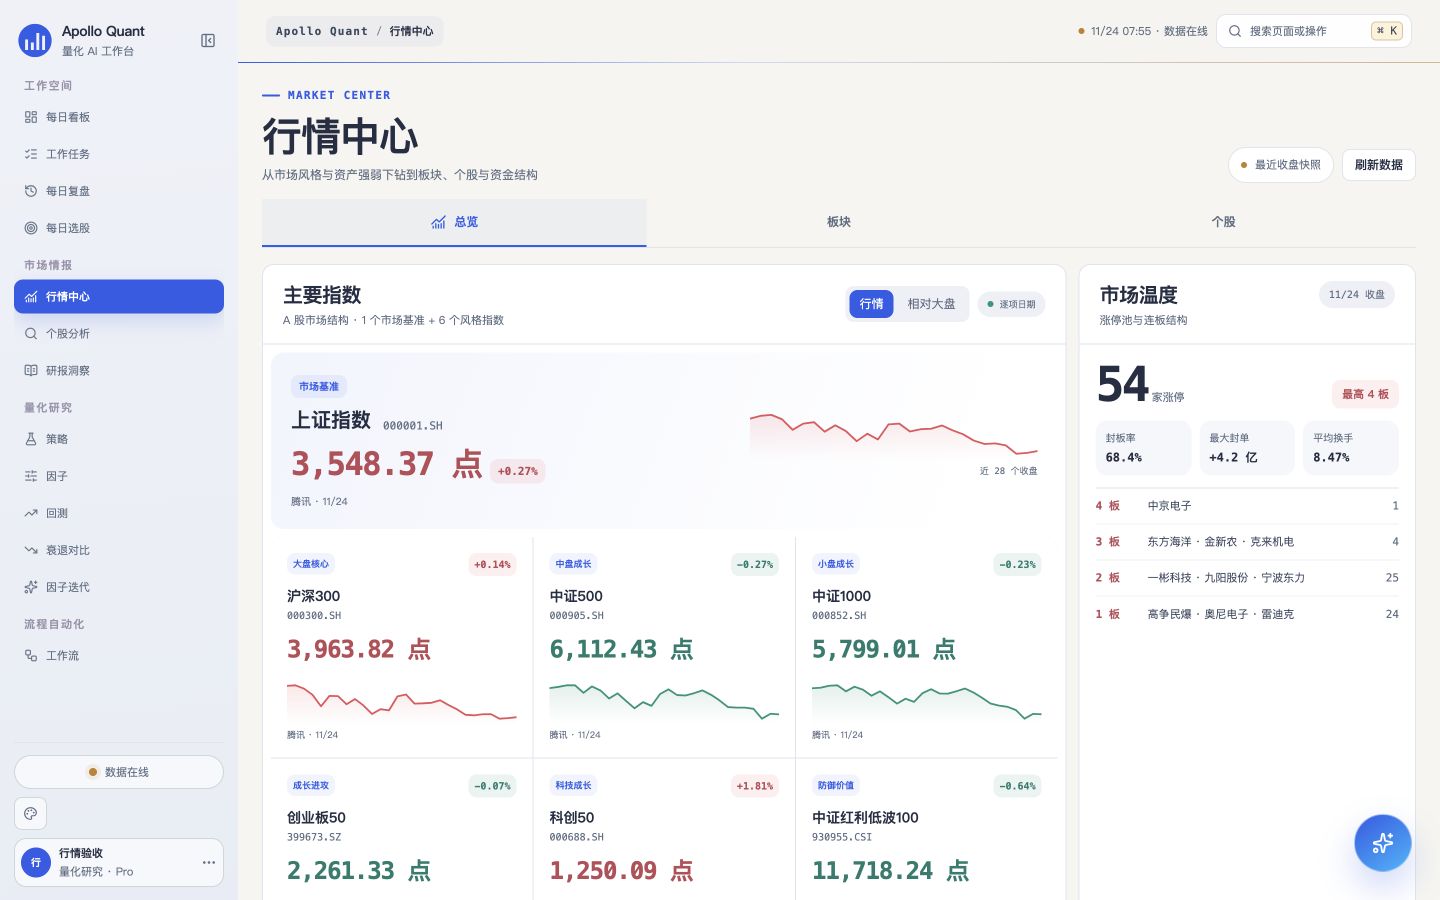 Apollo Quant
量化 AI 工作台
工作空间
每日看板
工作任务
每日复盘
每日选股
市场情报
行情中心
个股分析
研报洞察
量化研究
策略
因子
回测
衰退对比
因子迭代
流程自动化
工作流
数据在线
行
行情验收
量化研究 · Pro
Apollo Quant / 行情中心
11/24 07:55 · 数据在线
搜索页面或操作
⌘ K
MARKET CENTER
行情中心
从市场风格与资产强弱下钻到板块、个股与资金结构
最近收盘快照
刷新数据
总览
板块
个股
主要指数
A 股市场结构 · 1 个市场基准 + 6 个风格指数
行情
相对大盘
逐项日期
市场基准
上证指数 000001.SH
3,548.37 点 +0.27%
腾讯 · 11/24
近 28 个收盘
大盘核心 +0.14%
沪深300
000300.SH
3,963.82 点
腾讯 · 11/24
中盘成长 -0.27%
中证500
000905.SH
6,112.43 点
腾讯 · 11/24
小盘成长 -0.23%
中证1000
000852.SH
5,799.01 点
腾讯 · 11/24
成长进攻 -0.07%
创业板50
399673.SZ
2,261.33 点
科技成长 +1.81%
科创50
000688.SH
1,250.09 点
防御价值 -0.64%
中证红利低波100
930955.CSI
11,718.24 点
市场温度
11/24 收盘
涨停池与连板结构
54 家涨停
最高 4 板
封板率
68.4%
最大封单
+4.2 亿
平均换手
8.47%
4 板 中京电子 1
3 板 东方海洋 · 金新农 · 克来机电 4
2 板 一彬科技 · 九阳股份 · 宁波东力 25
1 板 高争民爆 · 奥尼电子 · 雷迪克 24